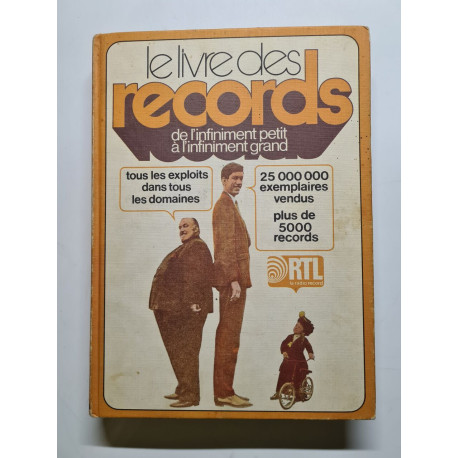 le livre des
records
de l'infiniment petit
à l'infiniment grand
tous les exploits
dans tous
les domaines
25 000 000
exemplaires
vendus
plus de
5000
records
RTL